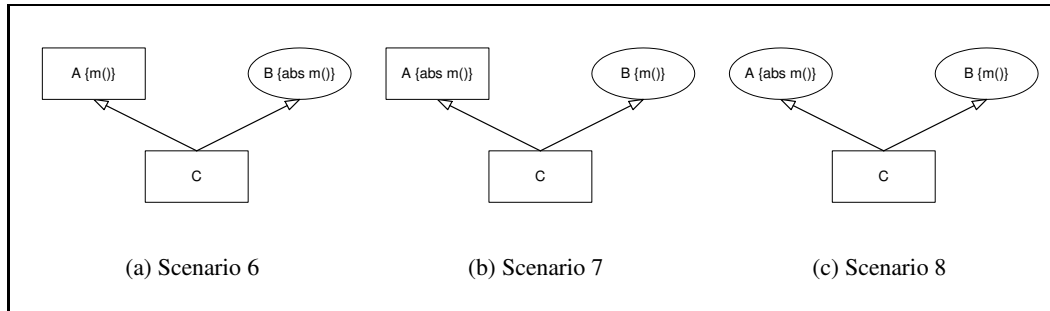 A {m()}
B {abs m()}
C
(a) Scenario 6
A {abs m()}
B {m()}
C
(b) Scenario 7
A {abs m()}
B {m()}
C
(c) Scenario 8